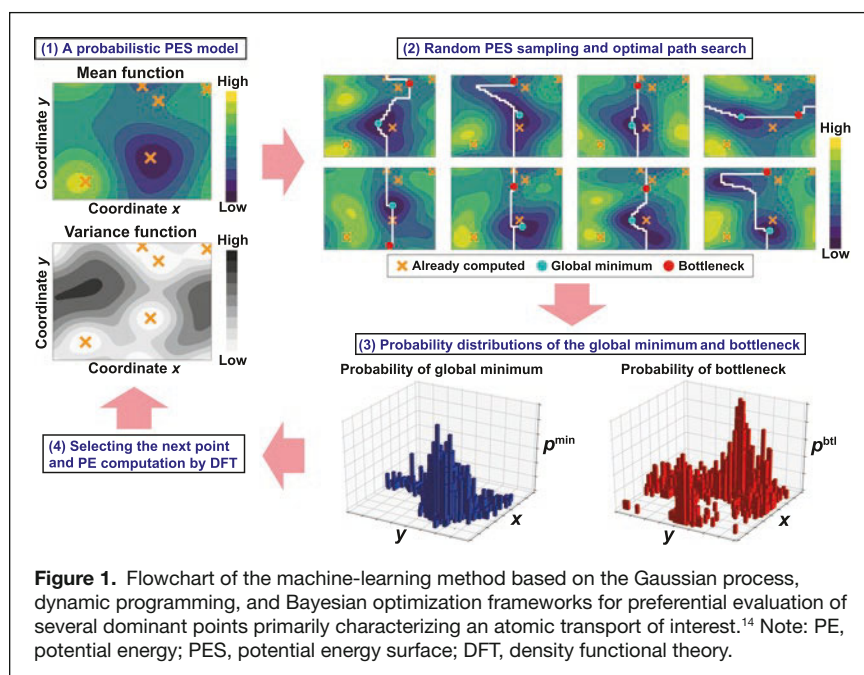 (1) A probabilistic PES model
Mean function
High
Coordinate y
Coordinate x
Low
Variance function
High
Coordinate y
Low
Coordinate x
(2) Random PES sampling and optimal path search
High
Low
Already computed Global minimum Bottleneck
(3) Probability distributions of the global minimum and bottleneck
Probability of global minimum
Probability of bottleneck
p^min
x
y
p^btl
x
y
(4) Selecting the next point
and PE computation by DFT
Figure 1. Flowchart of the machine-learning method based on the Gaussian process,
dynamic programming, and Bayesian optimization frameworks for preferential evaluation of
several dominant points primarily characterizing an atomic transport of interest.¹⁴ Note: PE,
potential energy; PES, potential energy surface; DFT, density functional theory.